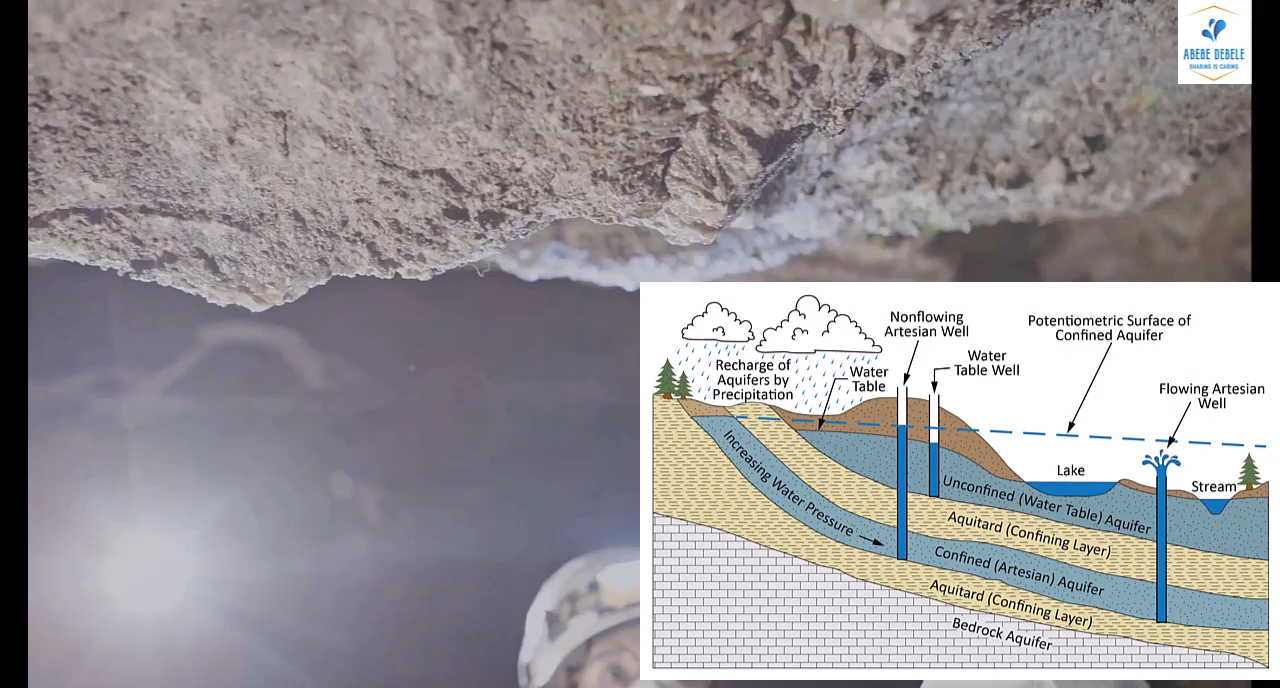 ABEBE DEBELE
SHARING IS CARING
Nonflowing
Artesian Well
Potentiometric Surface of
Confined Aquifer
Water
Table Well
Recharge of
Aquifers by
Precipitation
Water
Table
Flowing Artesian
Well
Lake
Stream
Increasing Water Pressure
Unconfined (Water Table) Aquifer
Aquitard (Confining Layer)
Confined (Artesian) Aquifer
Aquitard (Confining Layer)
Bedrock Aquifer